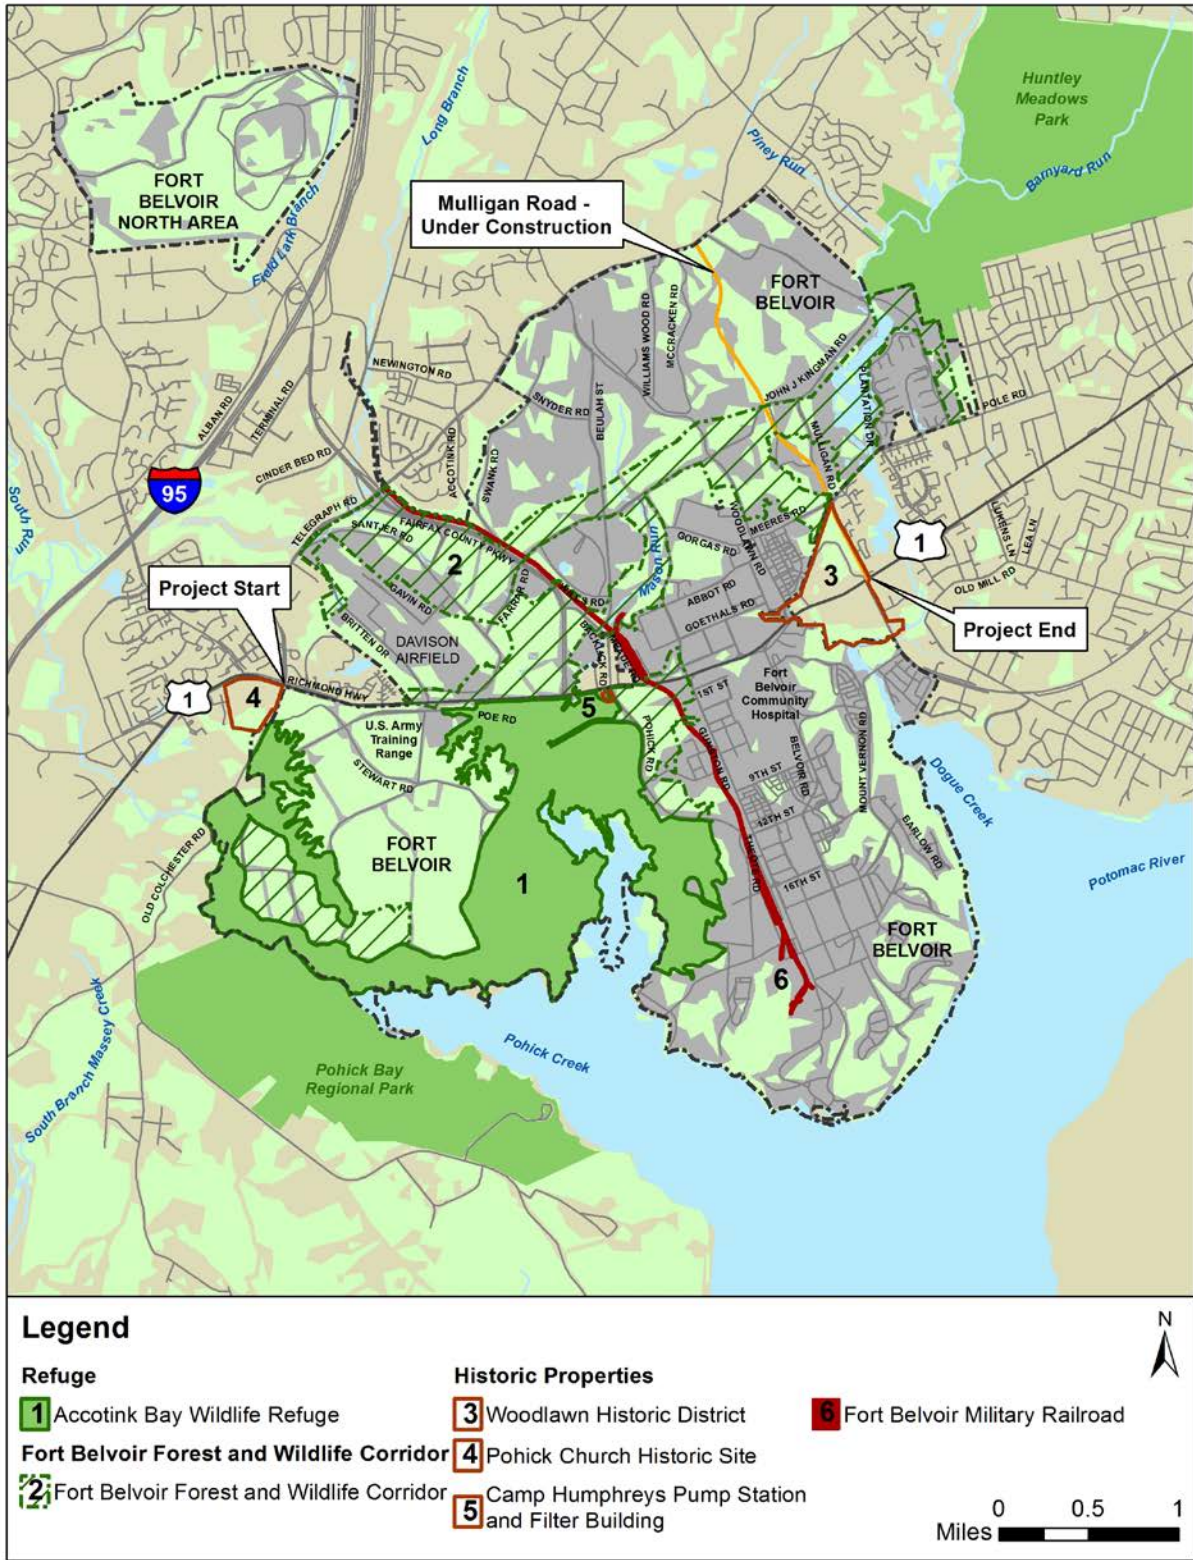 Huntley
Meadows
Park
Long Branch
Piney Run
Barnyard Run
FORT
BELVOIR
NORTH AREA
Mulligan Road -
Under Construction
Field Lark Branch
FORT
BELVOIR
WILLIAMS WOOD RD
MCCRACKEN RD
JOHN J KINGMAN RD
NEWINGTON RD
SNYDER RD
BEULAH ST
PLANTATION DR
POLE RD
ALBAN RD
TERMINAL RD
ACCOTINK RD
SWANK RD
MULLIGAN RD
CINDER BED RD
95
South Run
TELEGRAPH RD
SANTJER RD
FAIRFAX COUNTY PKWY
2
Mason Run
WOODLAWN RD
MEERES RD
GORGAS RD
1
LUKENS LN
LEA LN
Project Start
GAVIN RD
FARRAR RD
ABBOT RD
GOETHALS RD
3
OLD MILL RD
BRITTEN DR
DAVISON
AIRFIELD
BACKLICK RD
Project End
1
4
RICHMOND HWY
5
1ST ST
Fort
Belvoir
Community
Hospital
U.S. Army
Training
Range
POE RD
POHICK RD
GUNSTON RD
9TH ST
BELVOIR RD
MOUNT VERNON RD
Dogue Creek
STEWART RD
12TH ST
BARLOW RD
OLD COLCHESTER RD
FORT
BELVOIR
1
THEOTE RD
16TH ST
Potomac River
FORT
BELVOIR
6
South Branch Massey Creek
Pohick Creek
Pohick Bay
Regional Park
Legend
N
Refuge
1 Accotink Bay Wildlife Refuge
Fort Belvoir Forest and Wildlife Corridor
2 Fort Belvoir Forest and Wildlife Corridor
Historic Properties
3 Woodlawn Historic District
4 Pohick Church Historic Site
5 Camp Humphreys Pump Station
and Filter Building
6 Fort Belvoir Military Railroad
0 0.5 1
Miles